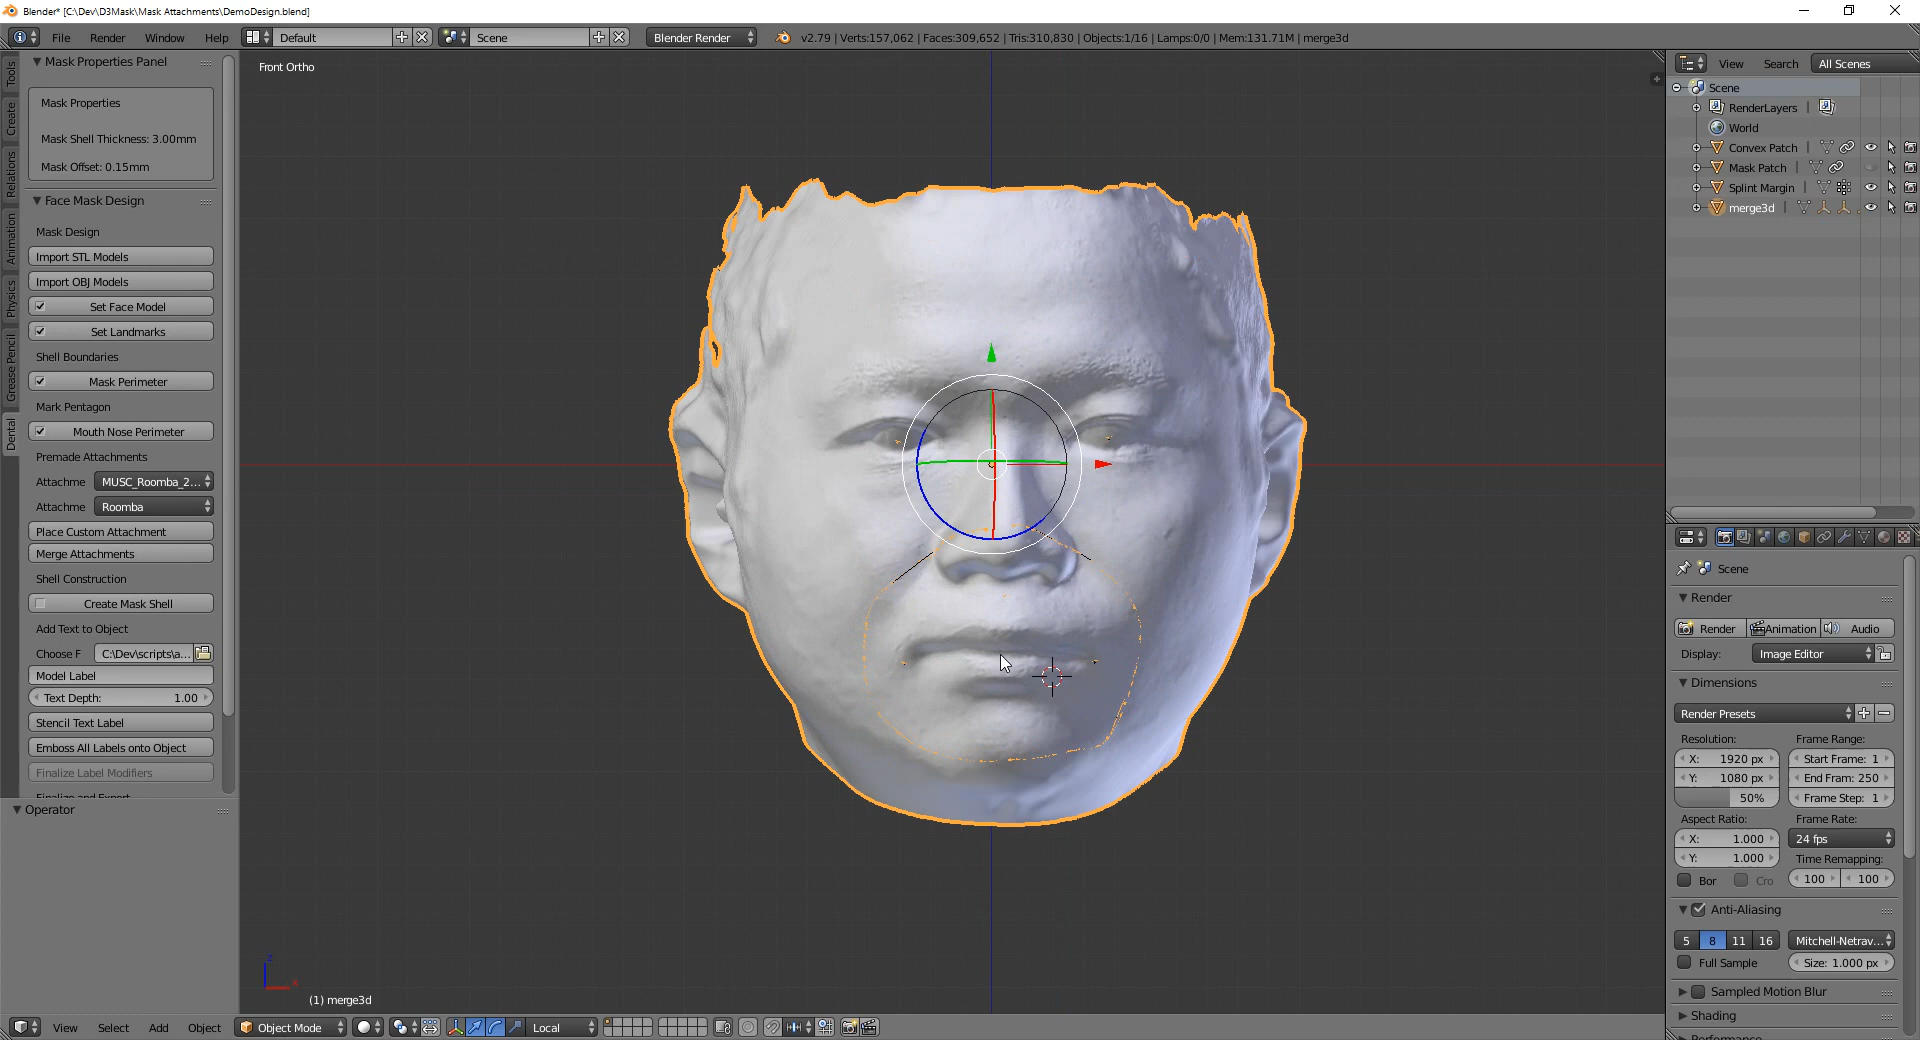 Blender* [C:\Dev\D3Mask\Mask Attachments\DemoDesign.blend]
File Render Window Help Default Scene Blender Render v2.79 | Verts:157,062 | Faces:309,652 | Tris:310,830 | Objects:1/16 | Lamps:0/0 | Mem:131.71M | merge3d
Tools
Create
Relations
Animation
Physics
Grease Pencil
Dental
Mask Properties Panel
Mask Properties
Mask Shell Thickness: 3.00mm
Mask Offset: 0.15mm
Face Mask Design
Mask Design
Import STL Models
Import OBJ Models
Set Face Model
Set Landmarks
Shell Boundaries
Mask Perimeter
Mark Pentagon
Mouth Nose Perimeter
Premade Attachments
Attachme MUSC_Roomba_2...
Attachme Roomba
Place Custom Attachment
Merge Attachments
Shell Construction
Create Mask Shell
Add Text to Object
Choose F C:\Dev\scripts\a...
Model Label
Text Depth: 1.00
Stencil Text Label
Emboss All Labels onto Object
Finalize Label Modifiers
Finalize and Export
Operator
Front Ortho
z
x
(1) merge3d
View Select Add Object Object Mode Local
View Search All Scenes
Scene
RenderLayers
World
Convex Patch
Mask Patch
Splint Margin
merge3d
Scene
Render
Render Animation Audio
Display: Image Editor
Dimensions
Render Presets
Resolution: Frame Range:
X: 1920 px Start Frame: 1
Y: 1080 px End Fram: 250
50% Frame Step: 1
Aspect Ratio: Frame Rate:
X: 1.000 24 fps
Y: 1.000 Time Remapping:
Bor Cro 100 100
Anti-Aliasing
5 8 11 16 Mitchell-Netrav...
Full Sample Size: 1.000 px
Sampled Motion Blur
Shading
Performance